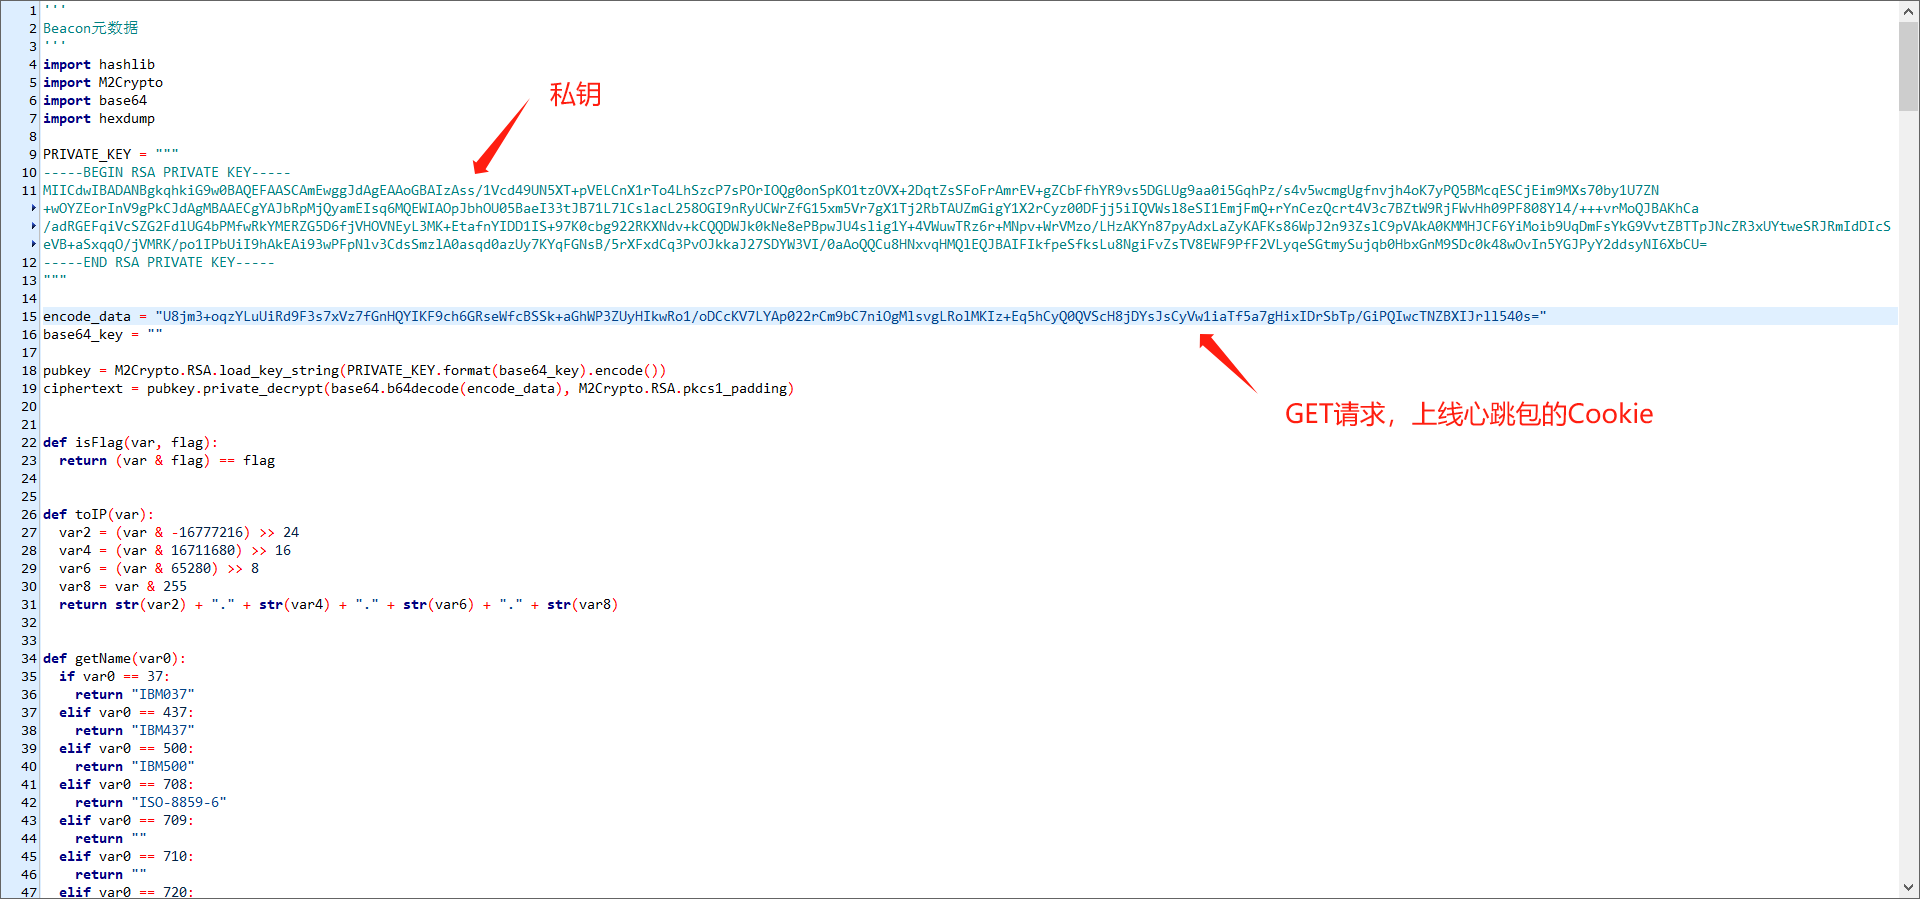 1 '''
2 Beacon元数据
3 '''
4 import hashlib
5 import M2Crypto
6 import base64
7 import hexdump
8
9 PRIVATE_KEY = """
10 -----BEGIN RSA PRIVATE KEY-----
11 MIICdwIBADANBgkqhkiG9w0BAQEFAASCAmEwggJdAgEAAoGBAIzAss/1Vcd49UN5XT+pVELCnX1rTo4LhSzcP7sPOrIOQg0onSpKO1tzOVX+2DqtZsSFoFrAmrEV+gZCbFfhYR9vs5DGLUg9aa0i5GqhPz/s4v5wcmgUgfnvjh4oK7yPQ5BMcqESCjEim9MXs70by1U7ZN
+wOYZEorInV9gPkCJdAgMBAAECgYAJbRpMjQyamEIsq6MQEWIAOpJbhOU05BaeI33tJB71L7lCslacL258OGI9nRyUCWrZfG15xm5Vr7gX1Tj2RbTAUZmGigY1X2rCyz00DFjj5iIQVWsl8eSI1EmjFmQ+rYnCezQcrt4V3c7BZtW9RjFWvHh09PF808Yl4/+++vrMoQJBAKhCa
/adRGEFqiVcSZG2FdlUG4bPMfwRkYMERZG5D6fjVHOVNEyL3MK+EtafnYIDD1IS+97K0cbg922RKXNdv+kCQQDWJk0kNe8ePBpwJU4slig1Y+4VWuwTRz6r+MNpv+WrVMzo/LHzAKYn87pyAdxLaZyKAFKs86WpJ2n93ZslC9pVAkA0KMMHJCF6YiMoib9UqDmFsYkG9VvtZBTTpJNcZR3xUYtweSRJRmIdDIcS
eVB+aSxqqO/jVMRK/po1IPbUiI9hAkEAi93wPFpNlv3CdsSmzlA0asqd0azUy7KYqFGNsB/5rXFxdCq3PvOJkkaJ27SDYW3VI/0aAoQQCu8HNxvqHMQlEQJBAIFIkfpeSfksLu8NgiFvZsTV8EWF9PfF2VLyqeSGtmySujqb0HbxGnM9SDc0k48wOvIn5YGJPyY2ddsyNI6XbCU=
12 -----END RSA PRIVATE KEY-----
13 """
14
15 encode_data = "U8jm3+oqzYLuUiRd9F3s7xVz7fGnHQYIKF9ch6GRseWfcBSSk+aGhWP3ZUyHIkwRo1/oDCcKV7LYAp022rCm9bC7niOgMlsvgLRolMKIz+Eq5hCyQ0QVScH8jDYsJsCyVw1iaTf5a7gHixIDrSbTp/GiPQIwcTNZBXIJrll540s="
16 base64_key = ""
17
18 pubkey = M2Crypto.RSA.load_key_string(PRIVATE_KEY.format(base64_key).encode())
19 ciphertext = pubkey.private_decrypt(base64.b64decode(encode_data), M2Crypto.RSA.pkcs1_padding)
20
21
22 def isFlag(var, flag):
23 return (var & flag) == flag
24
25
26 def toIP(var):
27 var2 = (var & -16777216) >> 24
28 var4 = (var & 16711680) >> 16
29 var6 = (var & 65280) >> 8
30 var8 = var & 255
31 return str(var2) + "." + str(var4) + "." + str(var6) + "." + str(var8)
32
33
34 def getName(var0):
35 if var0 == 37:
36 return "IBM037"
37 elif var0 == 437:
38 return "IBM437"
39 elif var0 == 500:
40 return "IBM500"
41 elif var0 == 708:
42 return "ISO-8859-6"
43 elif var0 == 709:
44 return ""
45 elif var0 == 710:
46 return ""
47 elif var0 == 720:
私钥
GET请求，上线心跳包的Cookie